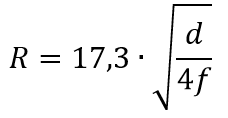 R = 17,3 · √(d/4f)